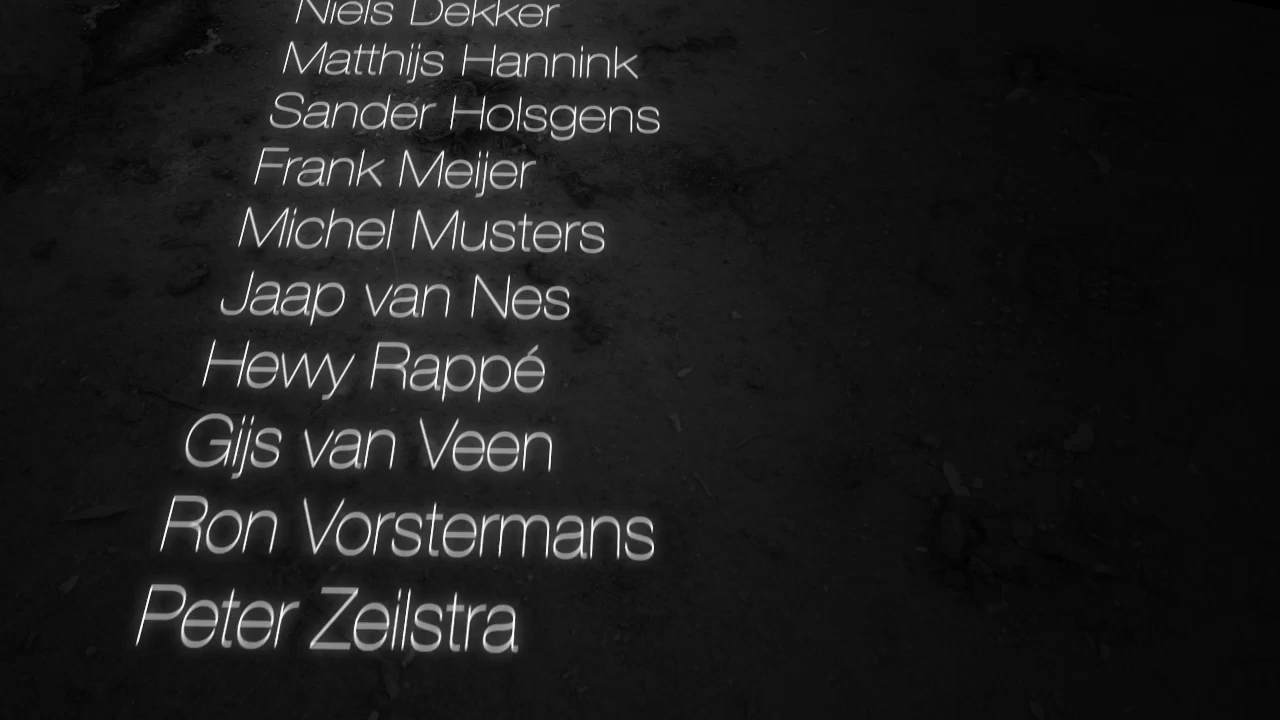 Niels Dekker
Matthijs Hannink
Sander Holsgens
Frank Meijer
Michel Musters
Jaap van Nes
Hewy Rappé
Gijs van Veen
Ron Vorstermans
Peter Zeilstra